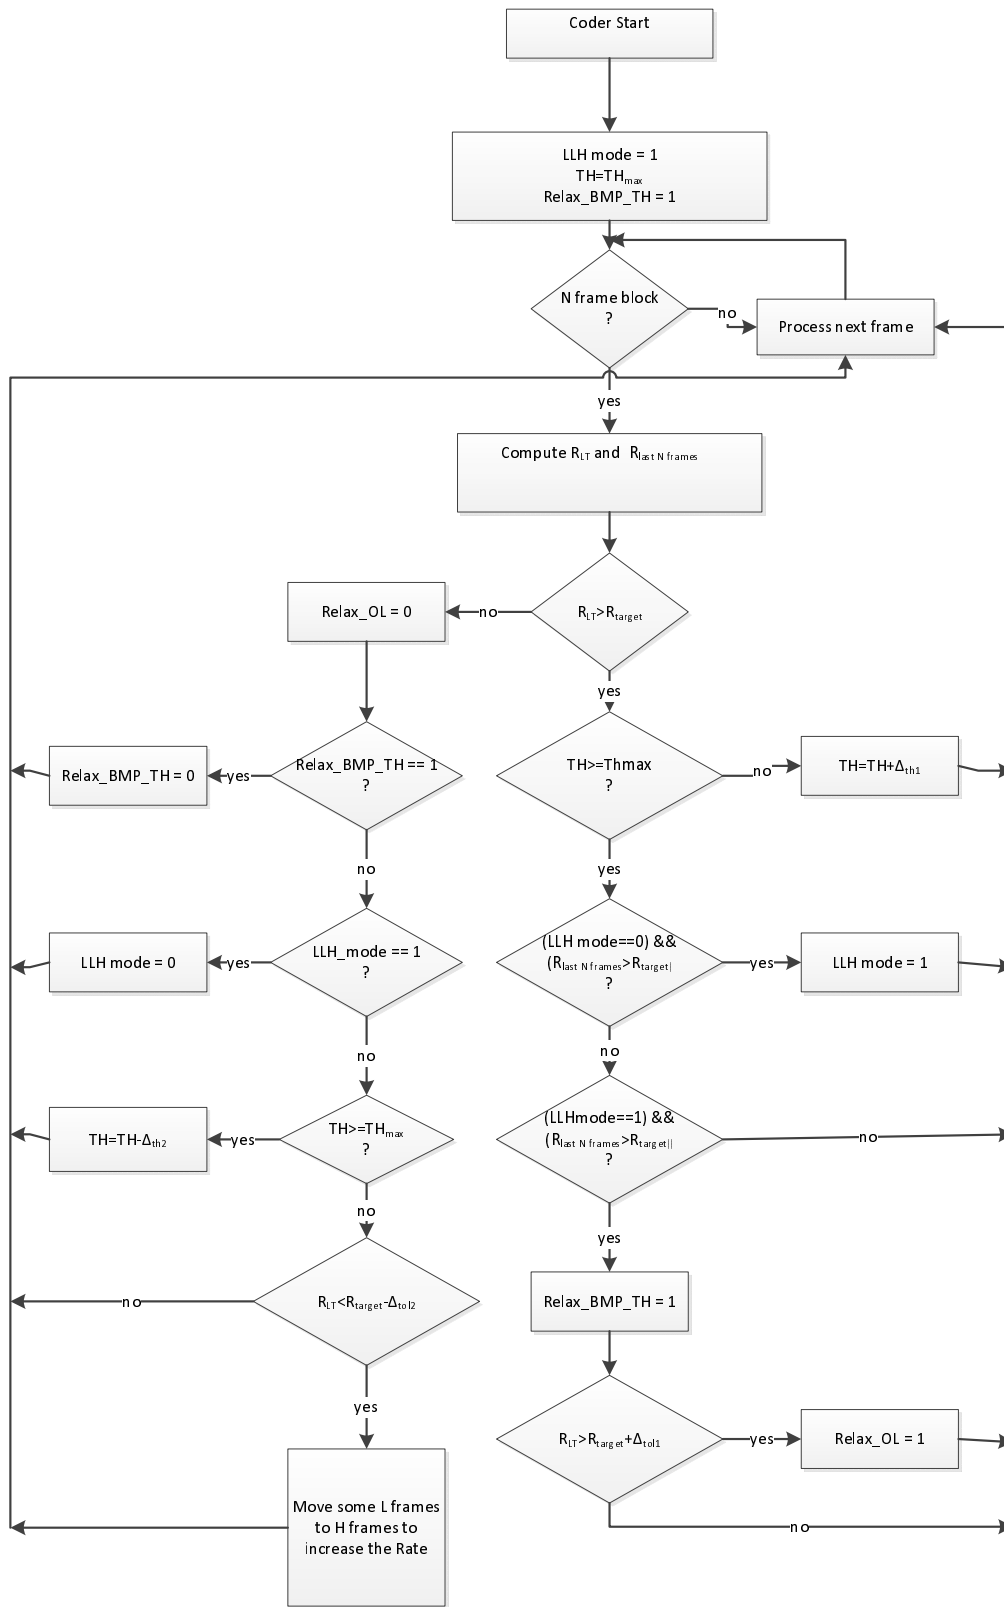 Coder Start
LLH mode = 1
TH=THmax
Relax_BMP_TH = 1
N frame block
?
no
Process next frame
yes
Compute RLT and Rlast N frames
RLT>Rtarget
no
Relax_OL = 0
yes
Relax_BMP_TH == 1
?
yes
Relax_BMP_TH = 0
TH>=Thmax
?
no
TH=TH+Δth1
no
yes
LLH_mode == 1
?
yes
LLH mode = 0
(LLH mode==0) &&
(Rlast N frames>Rtarget|
?
yes
LLH mode = 1
no
no
TH>=THmax
?
yes
TH=TH-Δth2
(LLHmode==1) &&
(Rlast N frames>Rtarget||
?
no
no
yes
RLT<Rtarget-Δtol2
no
Relax_BMP_TH = 1
yes
RLT>Rtarget+Δtol1
yes
Relax_OL = 1
Move some L frames
to H frames to
increase the Rate
no